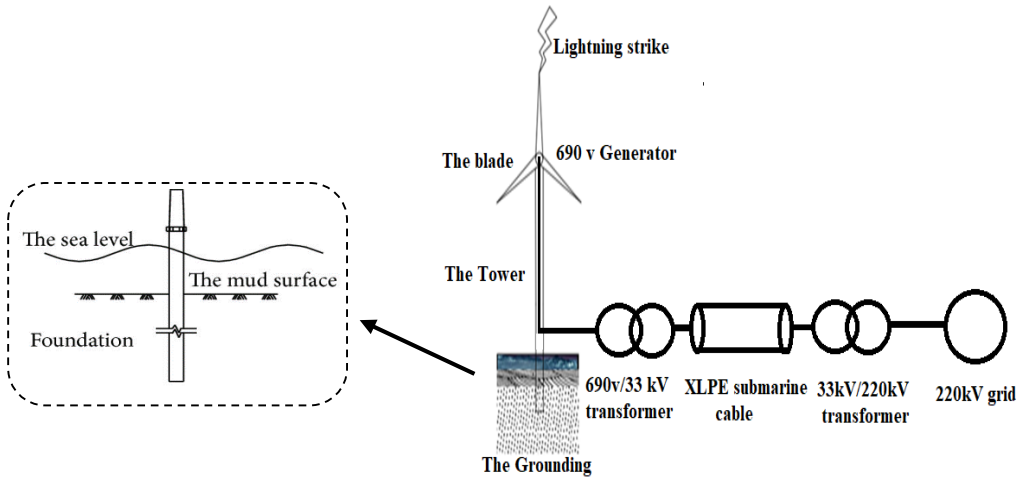 Lightning strike
The blade
690 v Generator
The sea level
The mud surface
The Tower
Foundation
690v/33 kV
transformer
XLPE submarine
cable
33kV/220kV
transformer
220kV grid
The Grounding